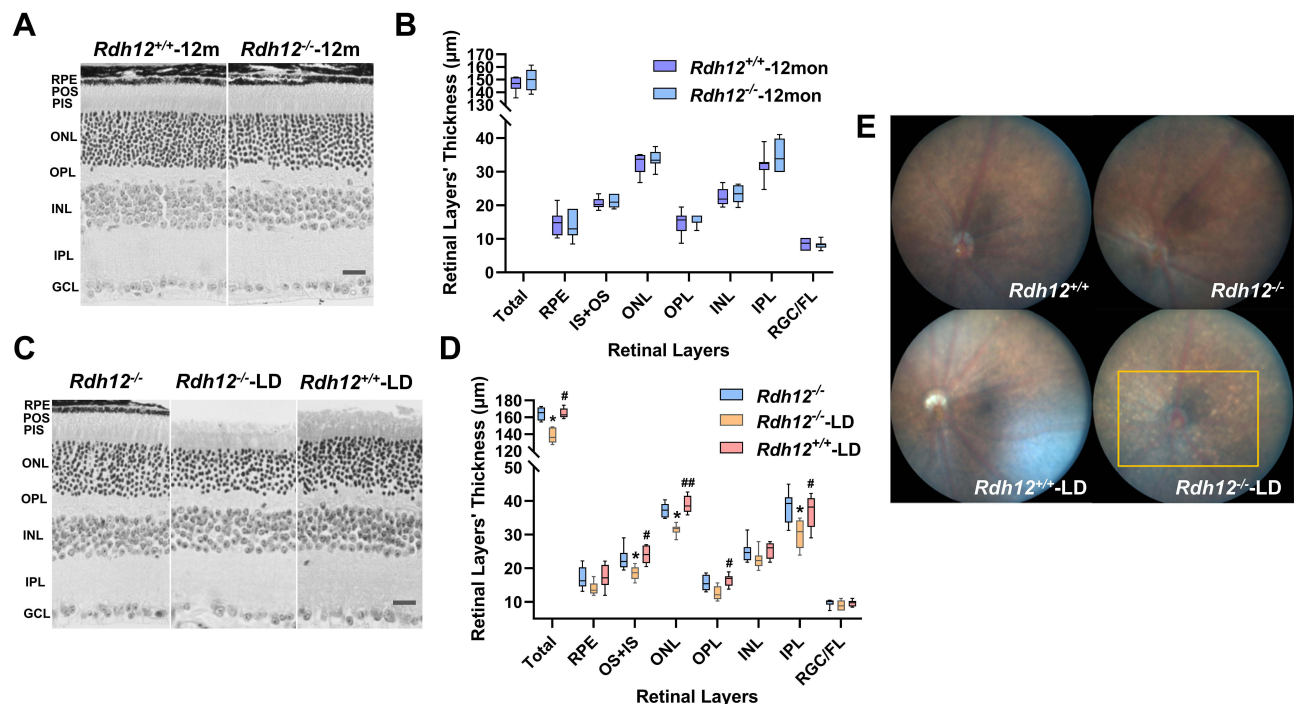 A
Rdh12+/+-12m
Rdh12-/--12m
RPE
POS
PIS
ONL
OPL
INL
IPL
GCL
B
Retinal Layers' Thickness (μm)
170
160
150
140
130
40
30
20
10
0
Rdh12+/+-12mon
Rdh12-/--12mon
Total
RPE
IS+OS
ONL
OPL
INL
IPL
RGC/FL
Retinal Layers
C
Rdh12-/-
Rdh12-/--LD
Rdh12+/+-LD
RPE
POS
PIS
ONL
OPL
INL
IPL
GCL
D
Retinal Layers' Thickness (μm)
180
160
140
120
50
40
30
20
10
Rdh12-/-
Rdh12-/--LD
Rdh12+/+-LD
* #
* #
* ##
#
* #
Total
RPE
OS+IS
ONL
OPL
INL
IPL
RGC/FL
Retinal Layers
E
Rdh12+/+
Rdh12-/-
Rdh12+/+-LD
Rdh12-/--LD